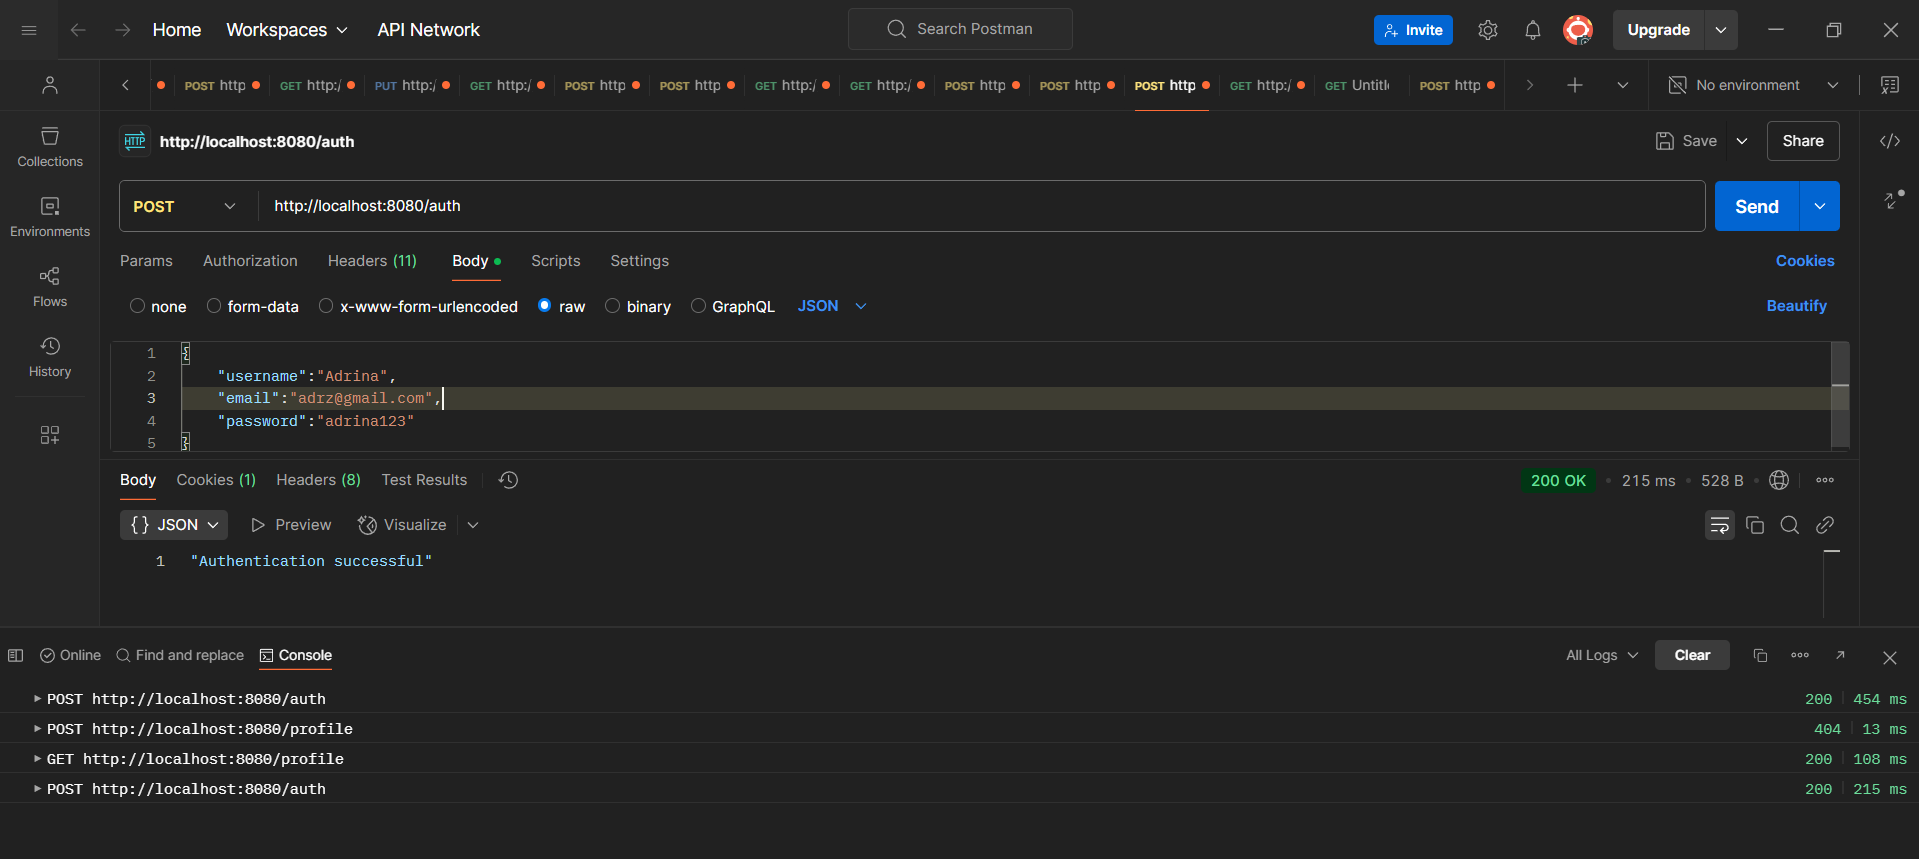 Home Workspaces API Network Search Postman Invite Upgrade
POST http GET http:/ PUT http:/ GET http:/ POST http POST http GET http:/ GET http:/ POST http POST http POST http GET http:/ GET Untitl POST http No environment
HTTP http://localhost:8080/auth Save Share
Collections
POST http://localhost:8080/auth Send
Environments
Params Authorization Headers (11) Body Scripts Settings Cookies
none form-data x-www-form-urlencoded raw binary GraphQL JSON Beautify
Flows
History
1 {
2 "username":"Adrina",
3 "email":"adrz@gmail.com",
4 "password":"adrina123"
5 }
Body Cookies (1) Headers (8) Test Results 200 OK • 215 ms • 528 B
{} JSON Preview Visualize
1 "Authentication successful"
Online Find and replace Console All Logs Clear
POST http://localhost:8080/auth 200 454 ms
POST http://localhost:8080/profile 404 13 ms
GET http://localhost:8080/profile 200 108 ms
POST http://localhost:8080/auth 200 215 ms